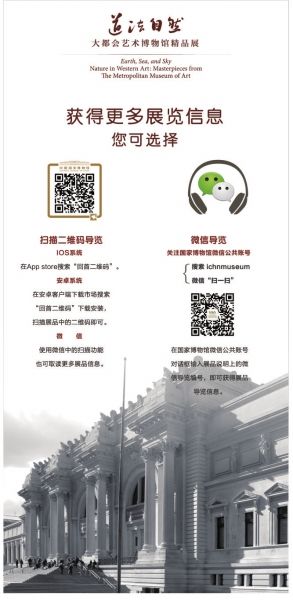 道法自然
大都会艺术博物馆精品展
Earth, Sea, and Sky
Nature in Western Art: Masterpieces from
The Metropolitan Museum of Art
获得更多展览信息
您可选择
扫描二维码导览
IOS系统
在App store搜索“回首二维码”。
安卓系统
在安卓客户端下载市场搜索
“回首二维码”下载安装，
扫描展品中的二维码即可。
微 信
使用微信中的扫描功能
也可取读更多展品信息。
微信导览
关注国家博物馆微信公共账号
搜索 ichnmuseum
微信“扫一扫”
在国家博物馆微信公共账号
对话框输入展品说明上的微
信导览编号，即可获得展品
导览信息。